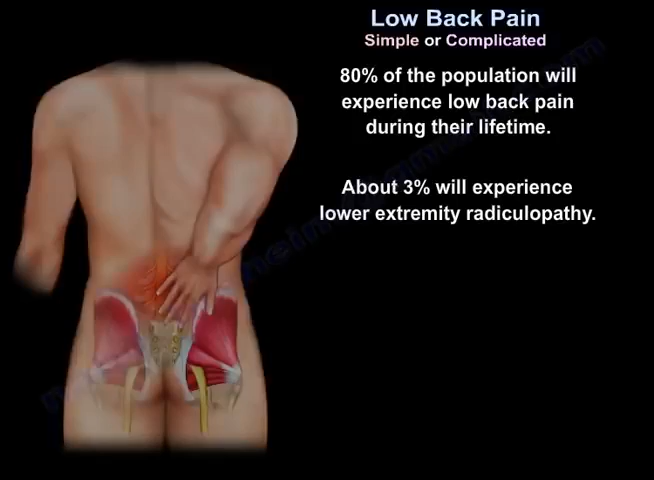 Low Back Pain
Simple or Complicated
80% of the population will
experience low back pain
during their lifetime.
About 3% will experience
lower extremity radiculopathy.